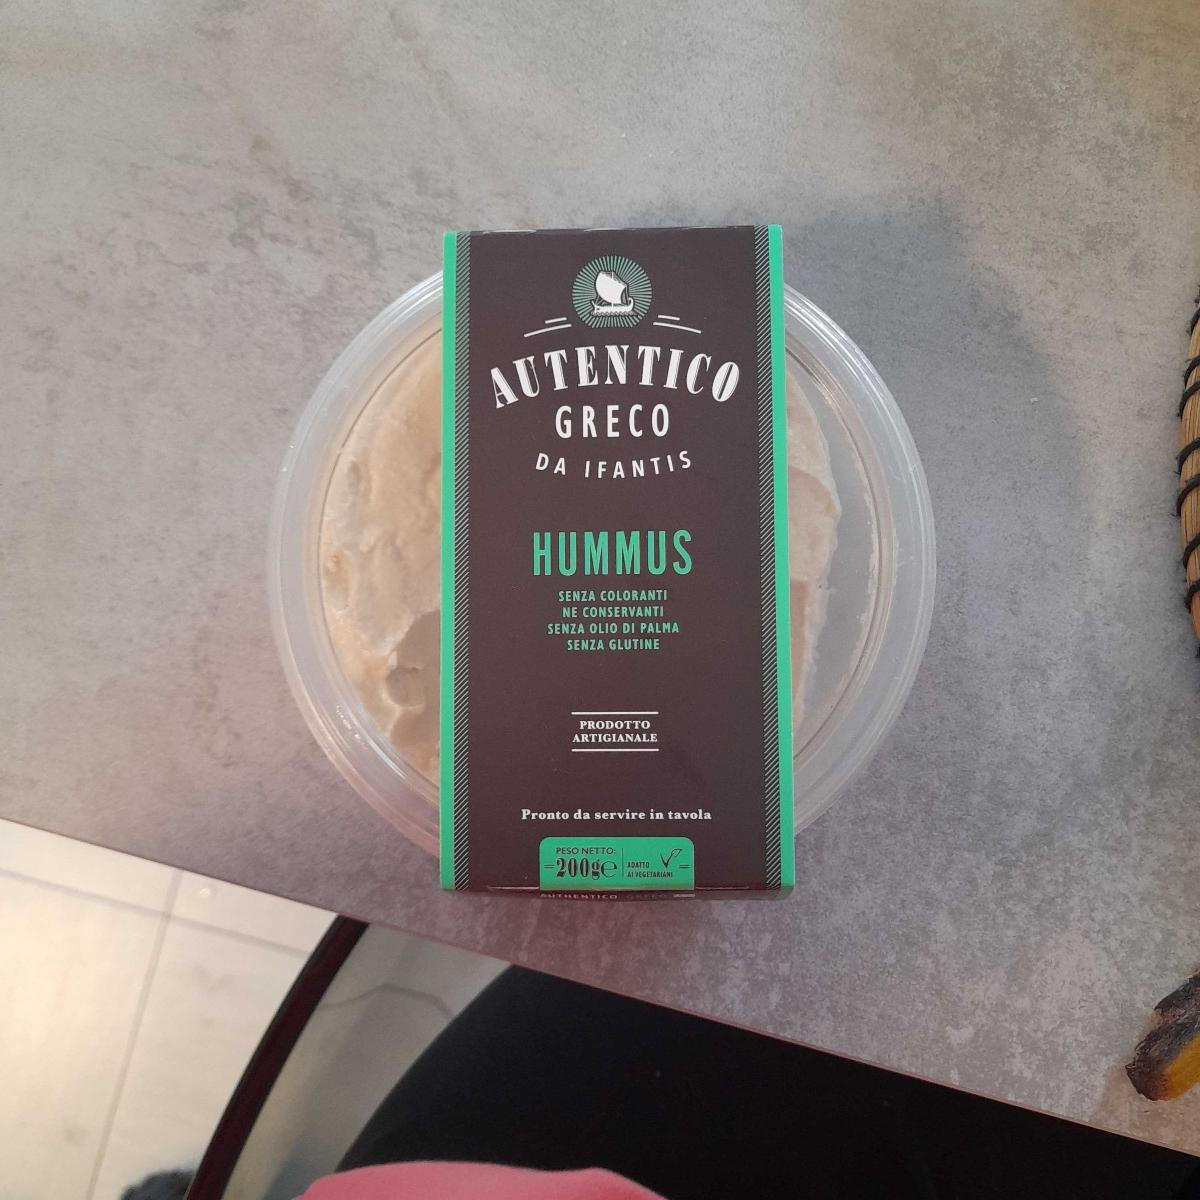 AUTENTICO
GRECO
DA IFANTIS
HUMMUS
SENZA COLORANTI
NE CONSERVANTI
SENZA OLIO DI PALMA
SENZA GLUTINE
PRODOTTO
ARTIGIANALE
Pronto da servire in tavola
PESO NETTO:
200g℮
ADATTO
AI VEGETARIANI
AUTHENTICO GRECO